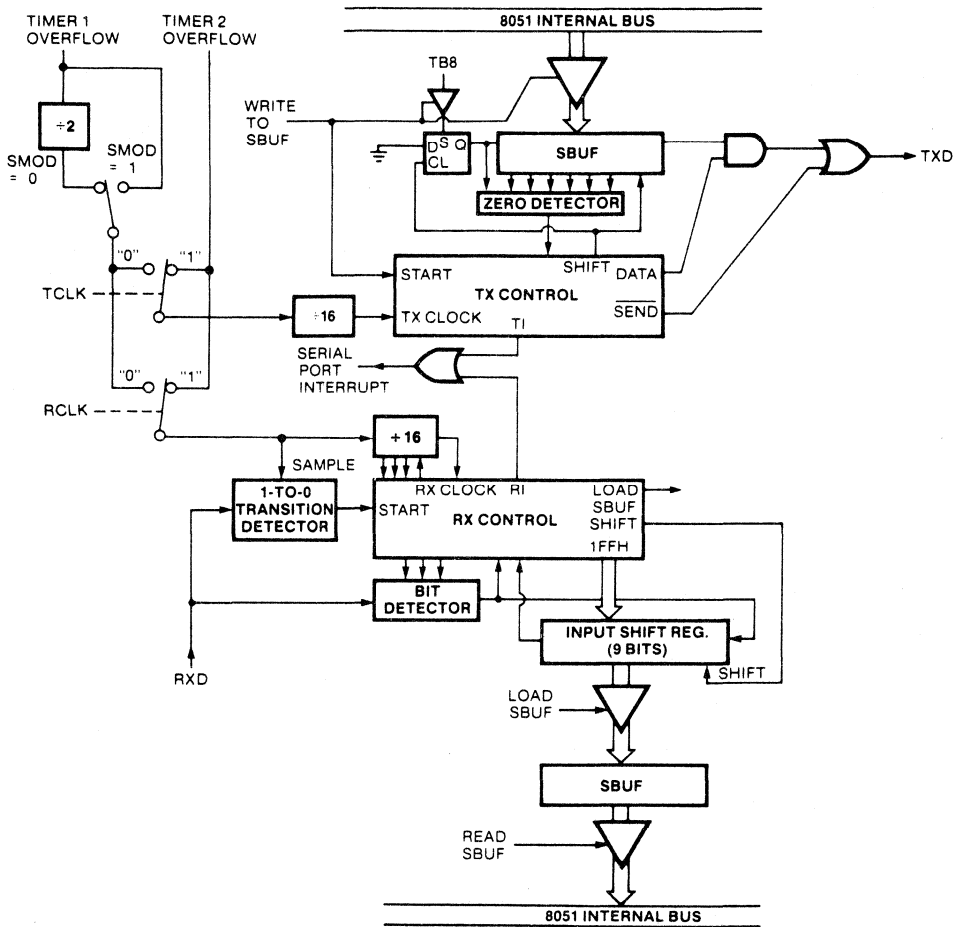 8051 INTERNAL BUS
TIMER 1
OVERFLOW
TIMER 2
OVERFLOW
TB8
÷2
WRITE
TO
SBUF
SMOD
= 0
SMOD
= 1
D S Q
CL
SBUF
TXD
ZERO DETECTOR
"0"
"1"
TCLK
START
SHIFT
DATA
TX CONTROL
÷16
TX CLOCK
TI
SEND
SERIAL
PORT
INTERRUPT
"0"
"1"
RCLK
÷16
SAMPLE
1-TO-0
TRANSITION
DETECTOR
RX CLOCK
RI
LOAD
SBUF
START
RX CONTROL
SHIFT
1FFH
BIT
DETECTOR
INPUT SHIFT REG.
(9 BITS)
RXD
SHIFT
LOAD
SBUF
SBUF
READ
SBUF
8051 INTERNAL BUS